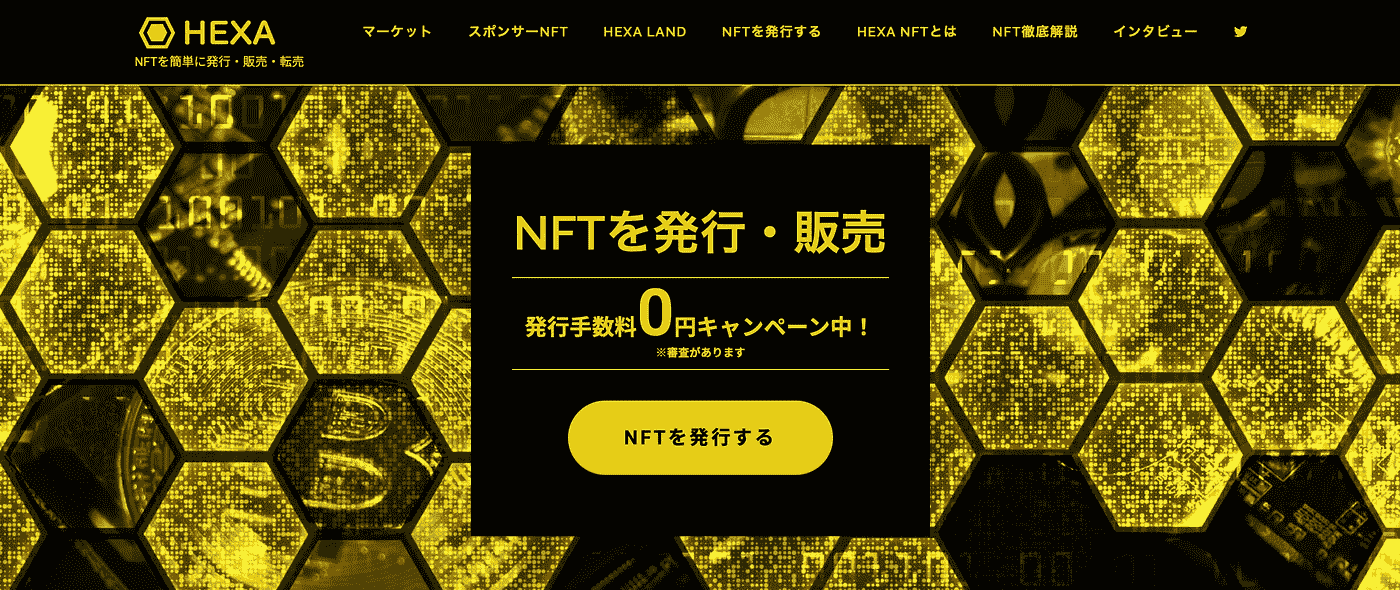 HEXA
NFTを簡単に発行・販売・転売
マーケット
スポンサーNFT
HEXA LAND
NFTを発行する
HEXA NFTとは
NFT徹底解説
インタビュー
NFTを発行・販売
発行手数料0円キャンペーン中！
※審査があります
NFTを発行する